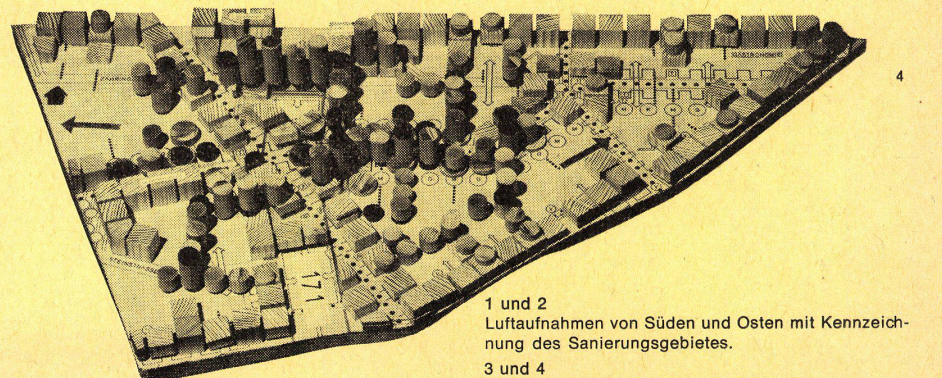 4
171
1 und 2
Luftaufnahmen von Süden und Osten mit Kennzeich-
nung des Sanierungsgebietes.
3 und 4